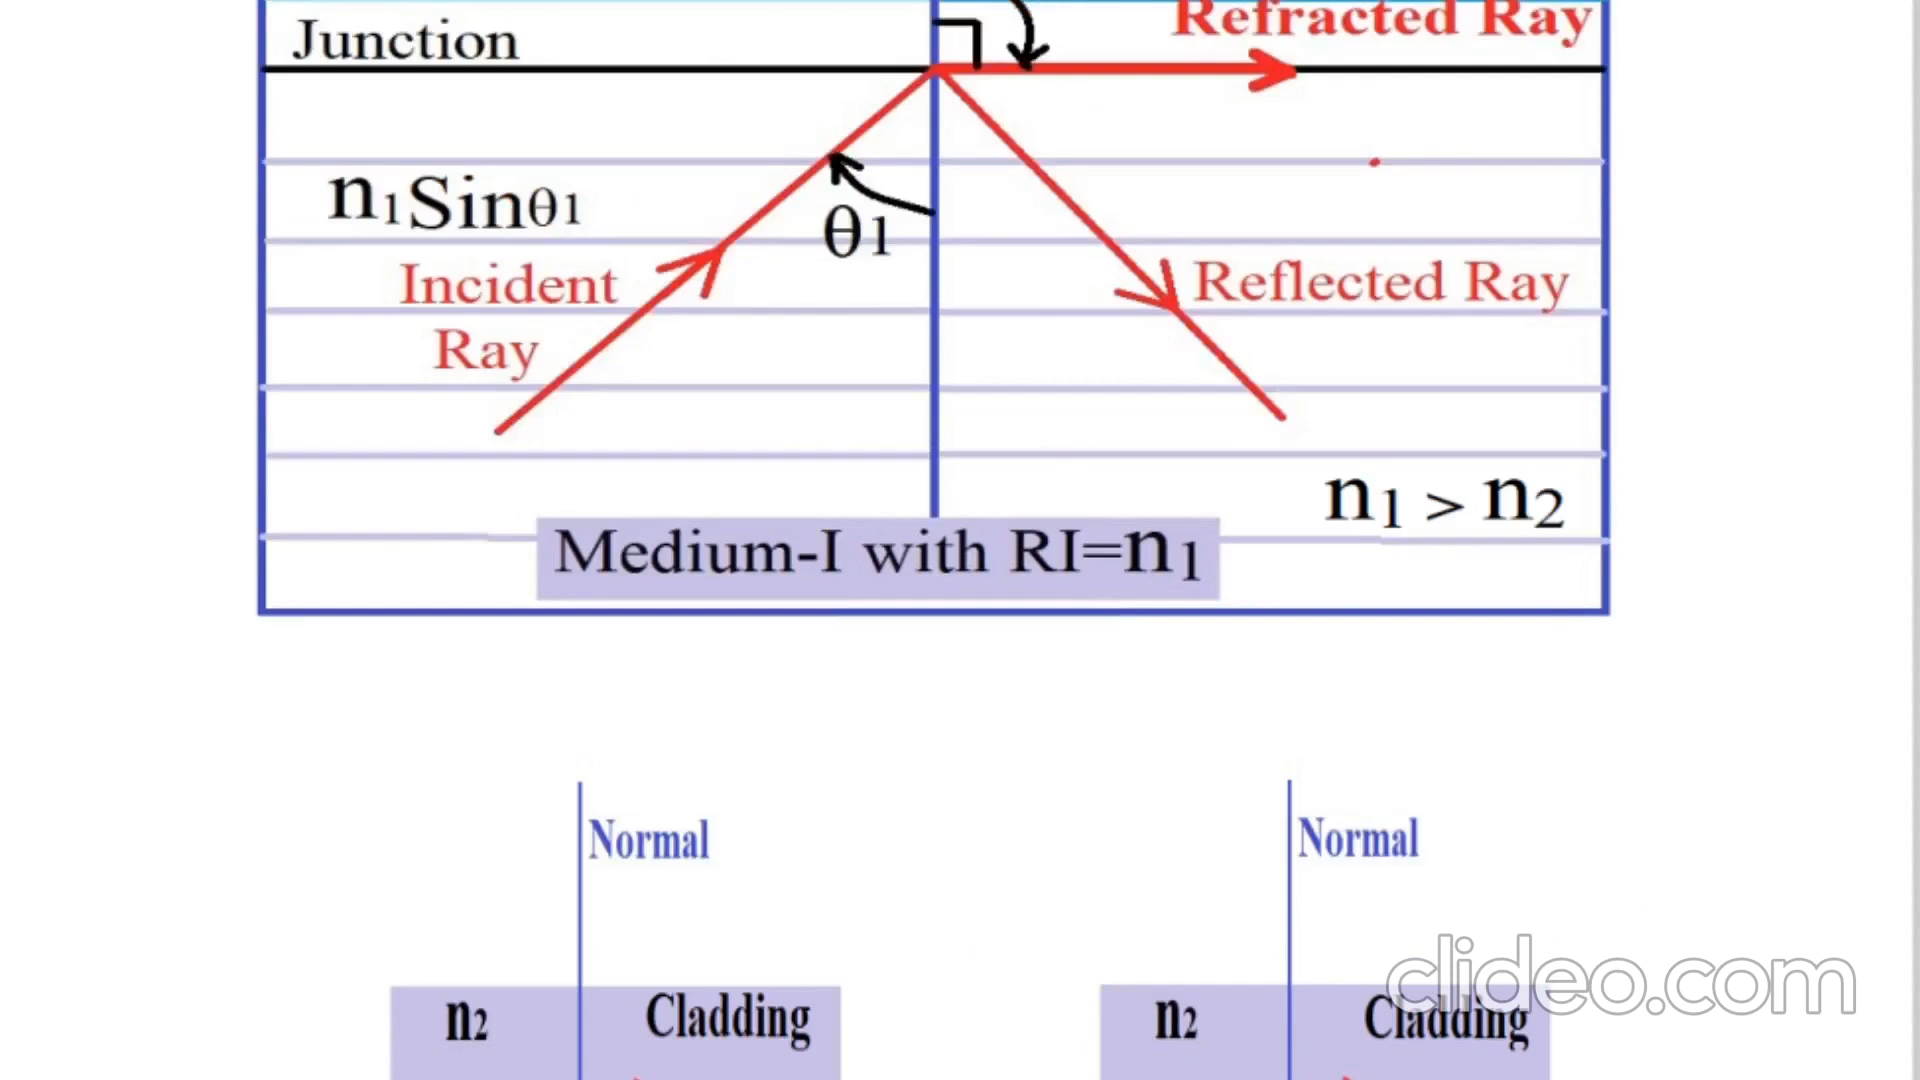 Refracted Ray
Junction
n1Sinθ1
θ1
Incident
Ray
Reflected Ray
n1 > n2
Medium-I with RI=n1
Normal
Normal
n2
Cladding
n2
Cladding
clideo.com